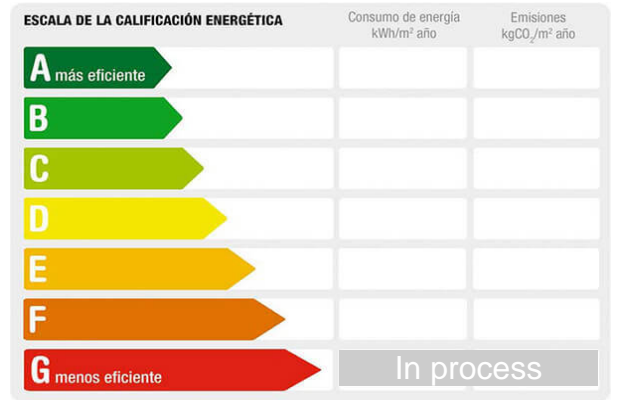 ESCALA DE LA CALIFICACIÓN ENERGÉTICA
Consumo de energía
kWh/m² año
Emisiones
kgCO₂/m² año
A más eficiente
B
C
D
E
F
G menos eficiente
In process